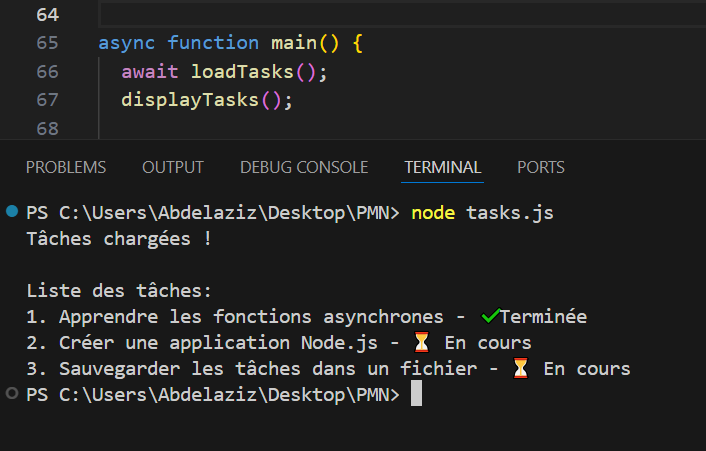 64
65 async function main() {
66 await loadTasks();
67 displayTasks();
68
PROBLEMS OUTPUT DEBUG CONSOLE TERMINAL PORTS
PS C:\Users\Abdelaziz\Desktop\PMN> node tasks.js
Tâches chargées !
Liste des tâches:
1. Apprendre les fonctions asynchrones - ✅Terminée
2. Créer une application Node.js - ⏳ En cours
3. Sauvegarder les tâches dans un fichier - ⏳ En cours
PS C:\Users\Abdelaziz\Desktop\PMN>